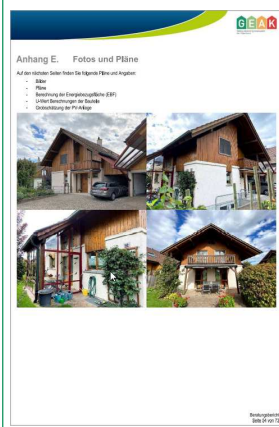 GEAK
Anhang E. Fotos und Pläne
Auf den nächsten Seiten finden Sie folgende Pläne und Angaben:
- Bilder
- Pläne
- Berechnung der Energiebezugsfläche (EBF)
- U-Wert Berechnungen der Bauteile
- Grobschätzung der PV-Anlage
Beratungsbericht
Seite 54 von 73